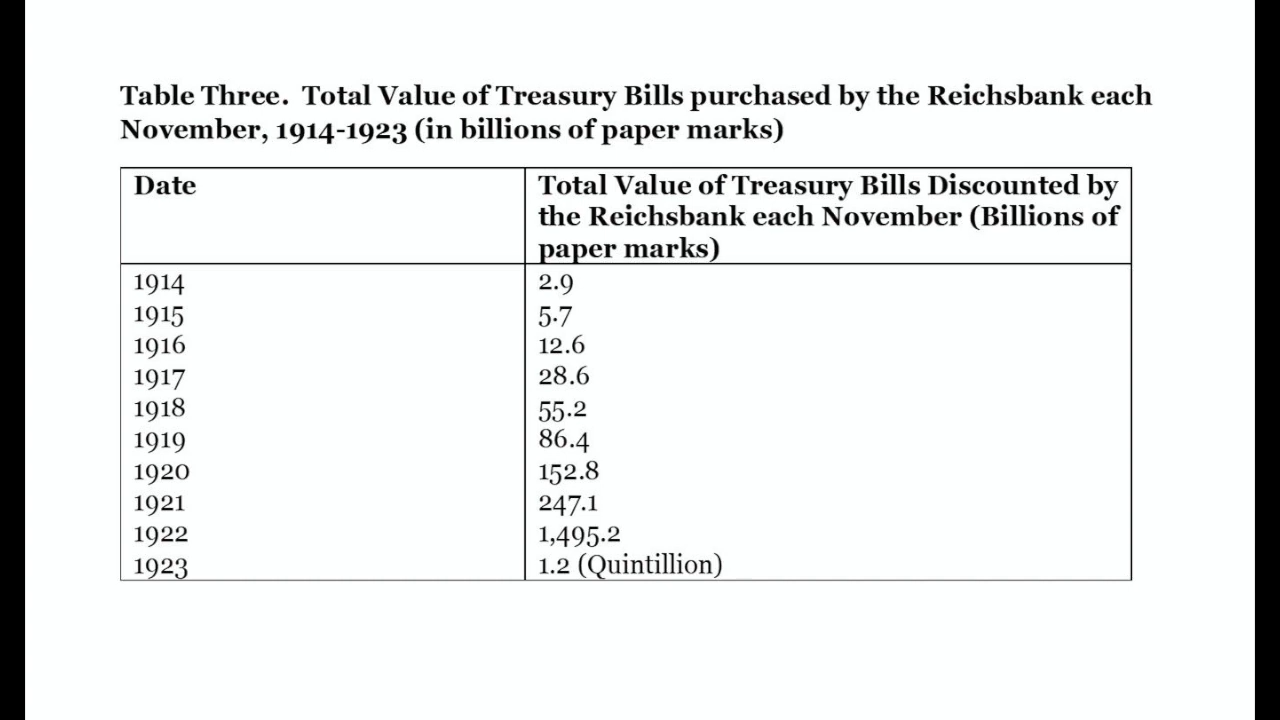 Table Three. Total Value of Treasury Bills purchased by the Reichsbank each
November, 1914-1923 (in billions of paper marks)
Date
Total Value of Treasury Bills Discounted by
the Reichsbank each November (Billions of
paper marks)
1914 2.9
1915 5.7
1916 12.6
1917 28.6
1918 55.2
1919 86.4
1920 152.8
1921 247.1
1922 1,495.2
1923 1.2 (Quintillion)